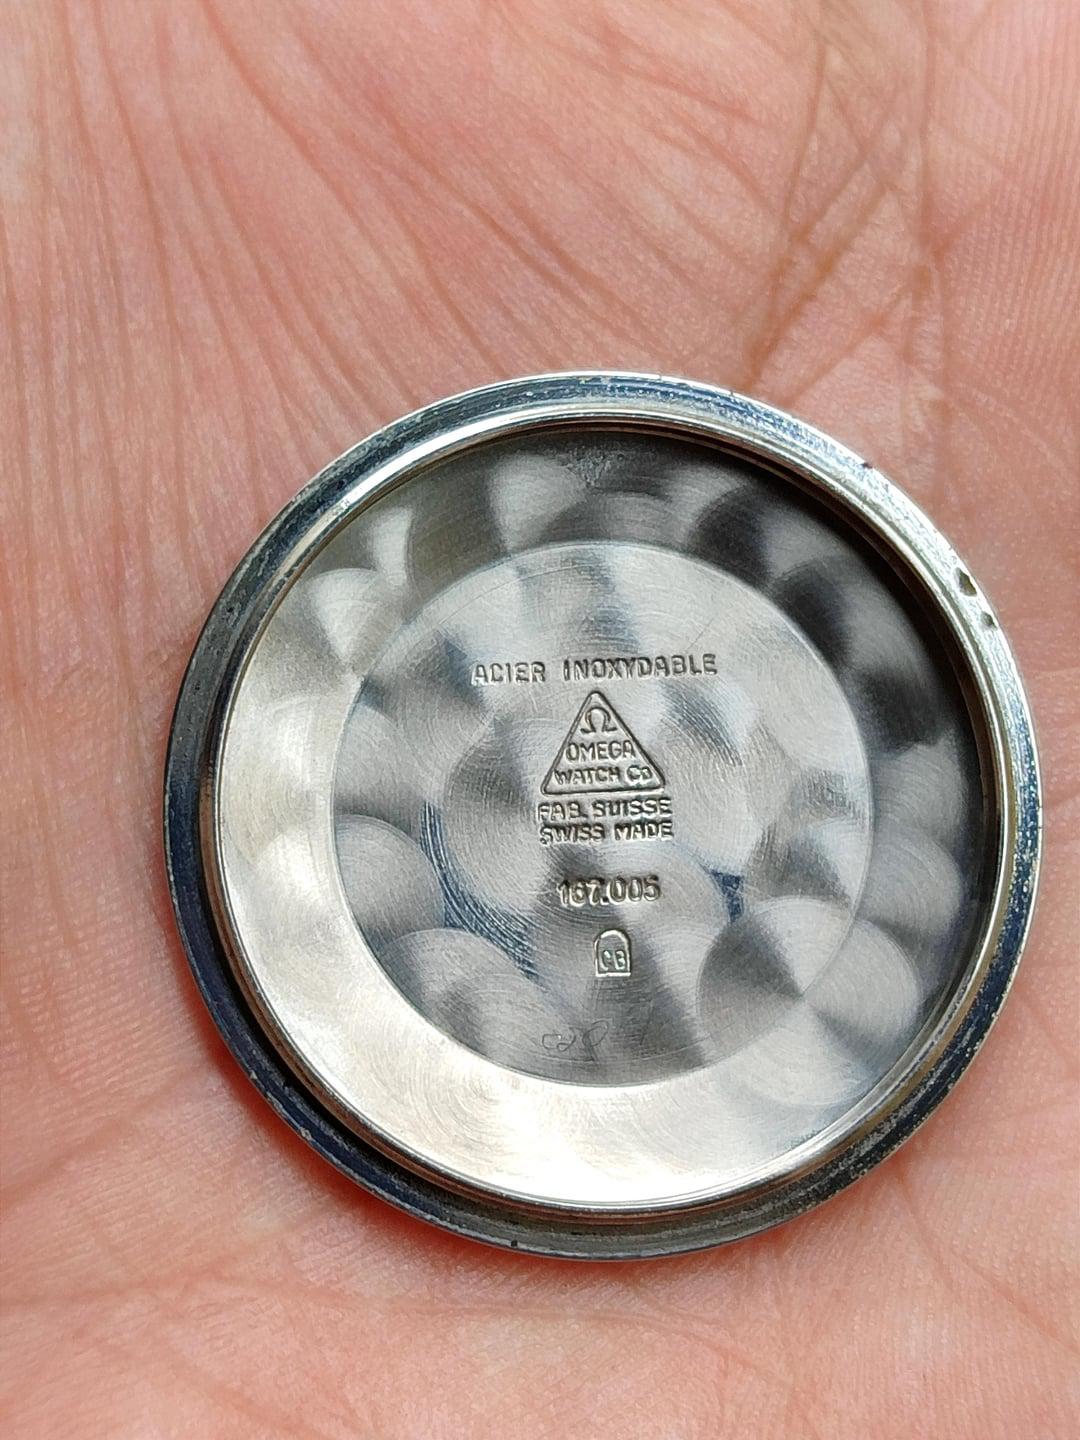 ACIER INOXYDABLE
Ω
OMEGA
WATCH Co
FAB. SUISSE
SWISS MADE
167.005
CB